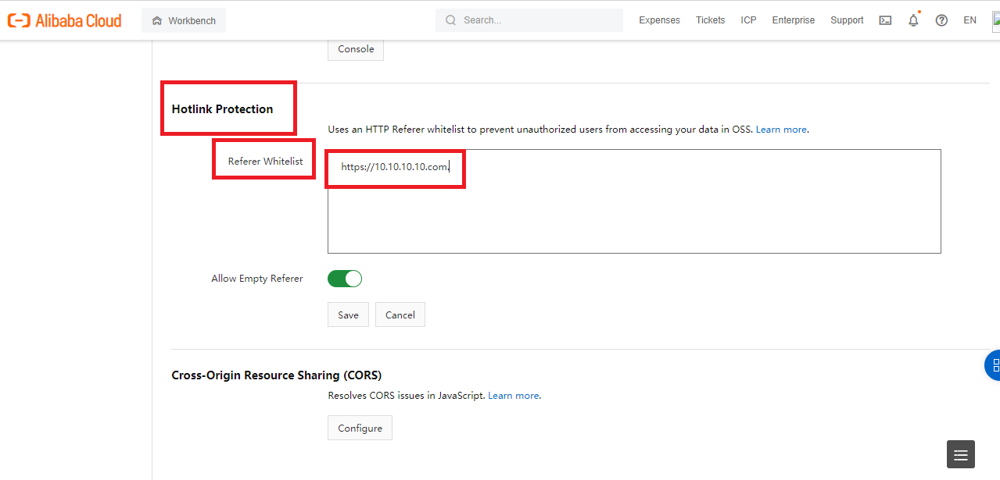 Alibaba Cloud Workbench Search... Expenses Tickets ICP Enterprise Support EN
Console
Hotlink Protection
Uses an HTTP Referer whitelist to prevent unauthorized users from accessing your data in OSS. Learn more.
Referer Whitelist
https://10.10.10.10.com.
Allow Empty Referer
Save Cancel
Cross-Origin Resource Sharing (CORS)
Resolves CORS issues in JavaScript. Learn more.
Configure